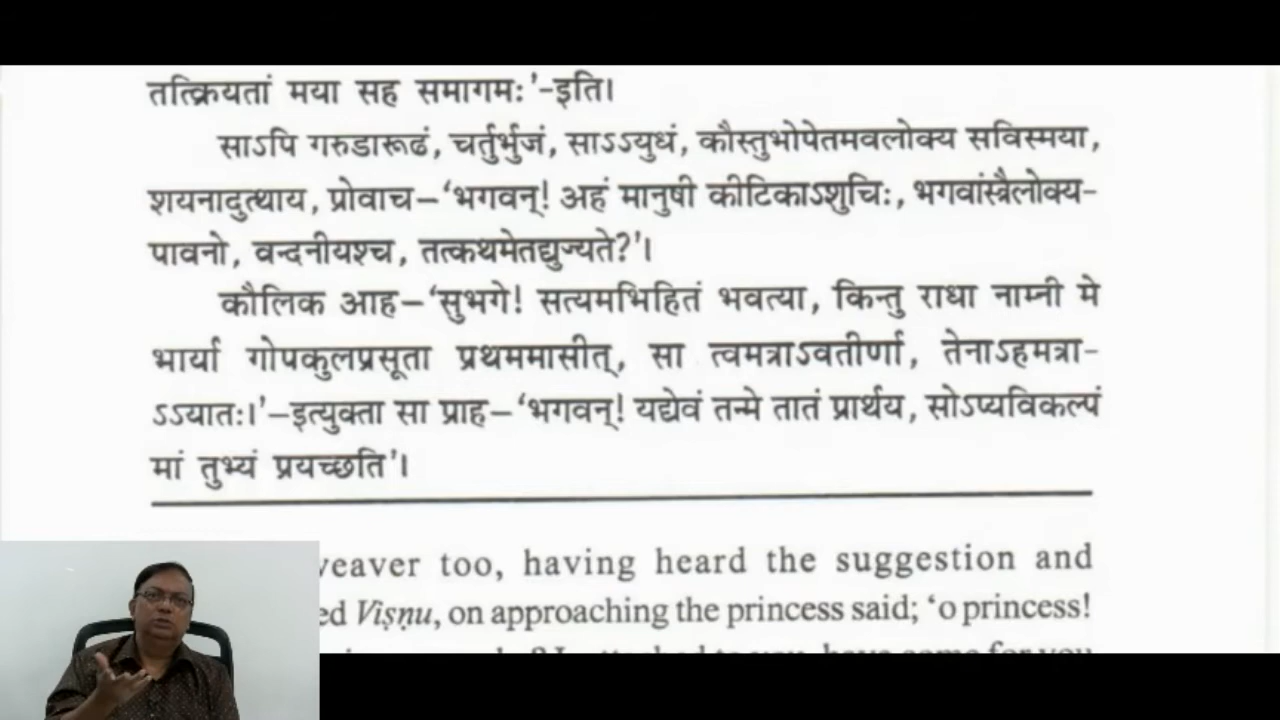 तत्क्रियतां मया सह समागमः'-इति।
साऽपि गरुडारूढं, चर्तुर्भुजं, साऽऽयुधं, कौस्तुभोपेतमवलोक्य सविस्मया,
शयनादुत्थाय, प्रोवाच–'भगवन्! अहं मानुषी कीटिकाऽशुचिः, भगवांस्त्रैलोक्य-
पावनो, वन्दनीयश्च, तत्कथमेतद्युज्यते?'।
कौलिक आह–'सुभगे! सत्यमभिहितं भवत्या, किन्तु राधा नाम्नी मे
भार्या गोपकुलप्रसूता प्रथममासीत्, सा त्वमत्राऽवतीर्णा, तेनाऽहमत्रा-
ऽऽयातः।'–इत्युक्ता सा प्राह–'भगवन्! यद्येवं तन्मे तातं प्रार्थय, सोऽप्यविकल्पं
मां तुभ्यं प्रयच्छति'।
weaver too, having heard the suggestion and
ed Viṣṇu, on approaching the princess said; 'o princess!